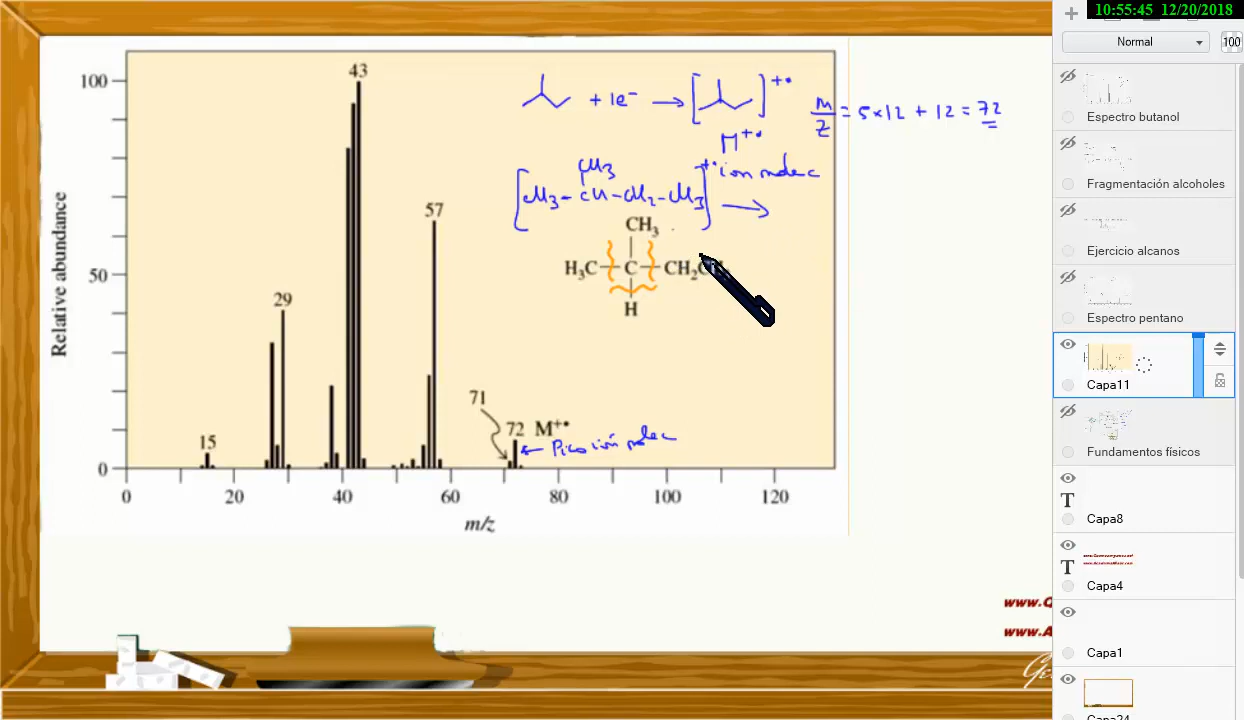 10:55:45 12/20/2018
Normal
100
Espectro butanol
Fragmentación alcoholes
Ejercicio alcanos
Espectro pentano
Capa11
Fundamentos físicos
T
Capa8
T
Capa4
Capa1
Capa24
Relative abundance
100
50
0
43
57
29
15
71
72 M+•
← Pico ión molec
0 20 40 60 80 100 120
m/z
+ 1e⁻ → [ ]+•
M/Z = 5×12 + 12 = 72
M+•
ion molec
CH3
[CH3-CH-CH2-CH3]+• →
CH₃
H₃C-C-CH₂
H
www.Q
www.A